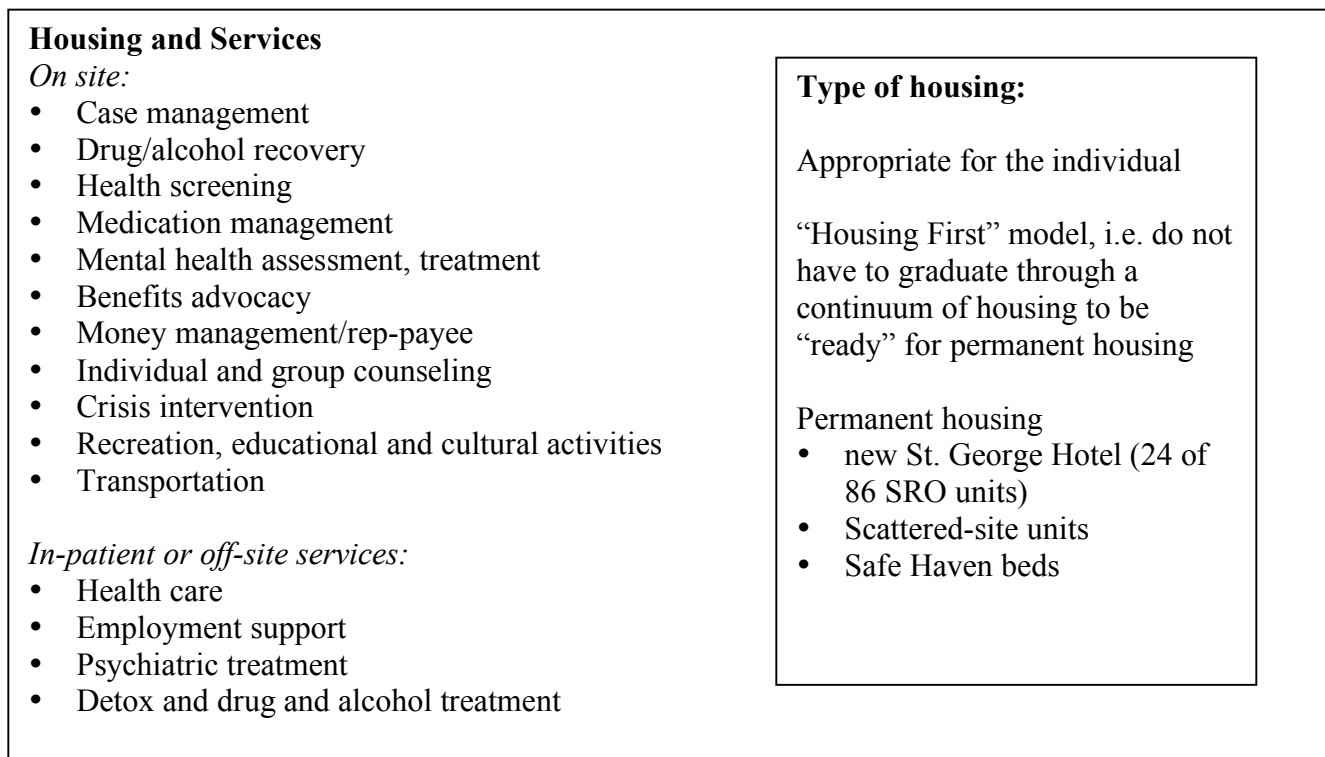 Housing and Services
On site:
• Case management
• Drug/alcohol recovery
• Health screening
• Medication management
• Mental health assessment, treatment
• Benefits advocacy
• Money management/rep-payee
• Individual and group counseling
• Crisis intervention
• Recreation, educational and cultural activities
• Transportation
In-patient or off-site services:
• Health care
• Employment support
• Psychiatric treatment
• Detox and drug and alcohol treatment
Type of housing:
Appropriate for the individual
“Housing First” model, i.e. do not
have to graduate through a
continuum of housing to be
“ready” for permanent housing
Permanent housing
• new St. George Hotel (24 of
86 SRO units)
• Scattered-site units
• Safe Haven beds